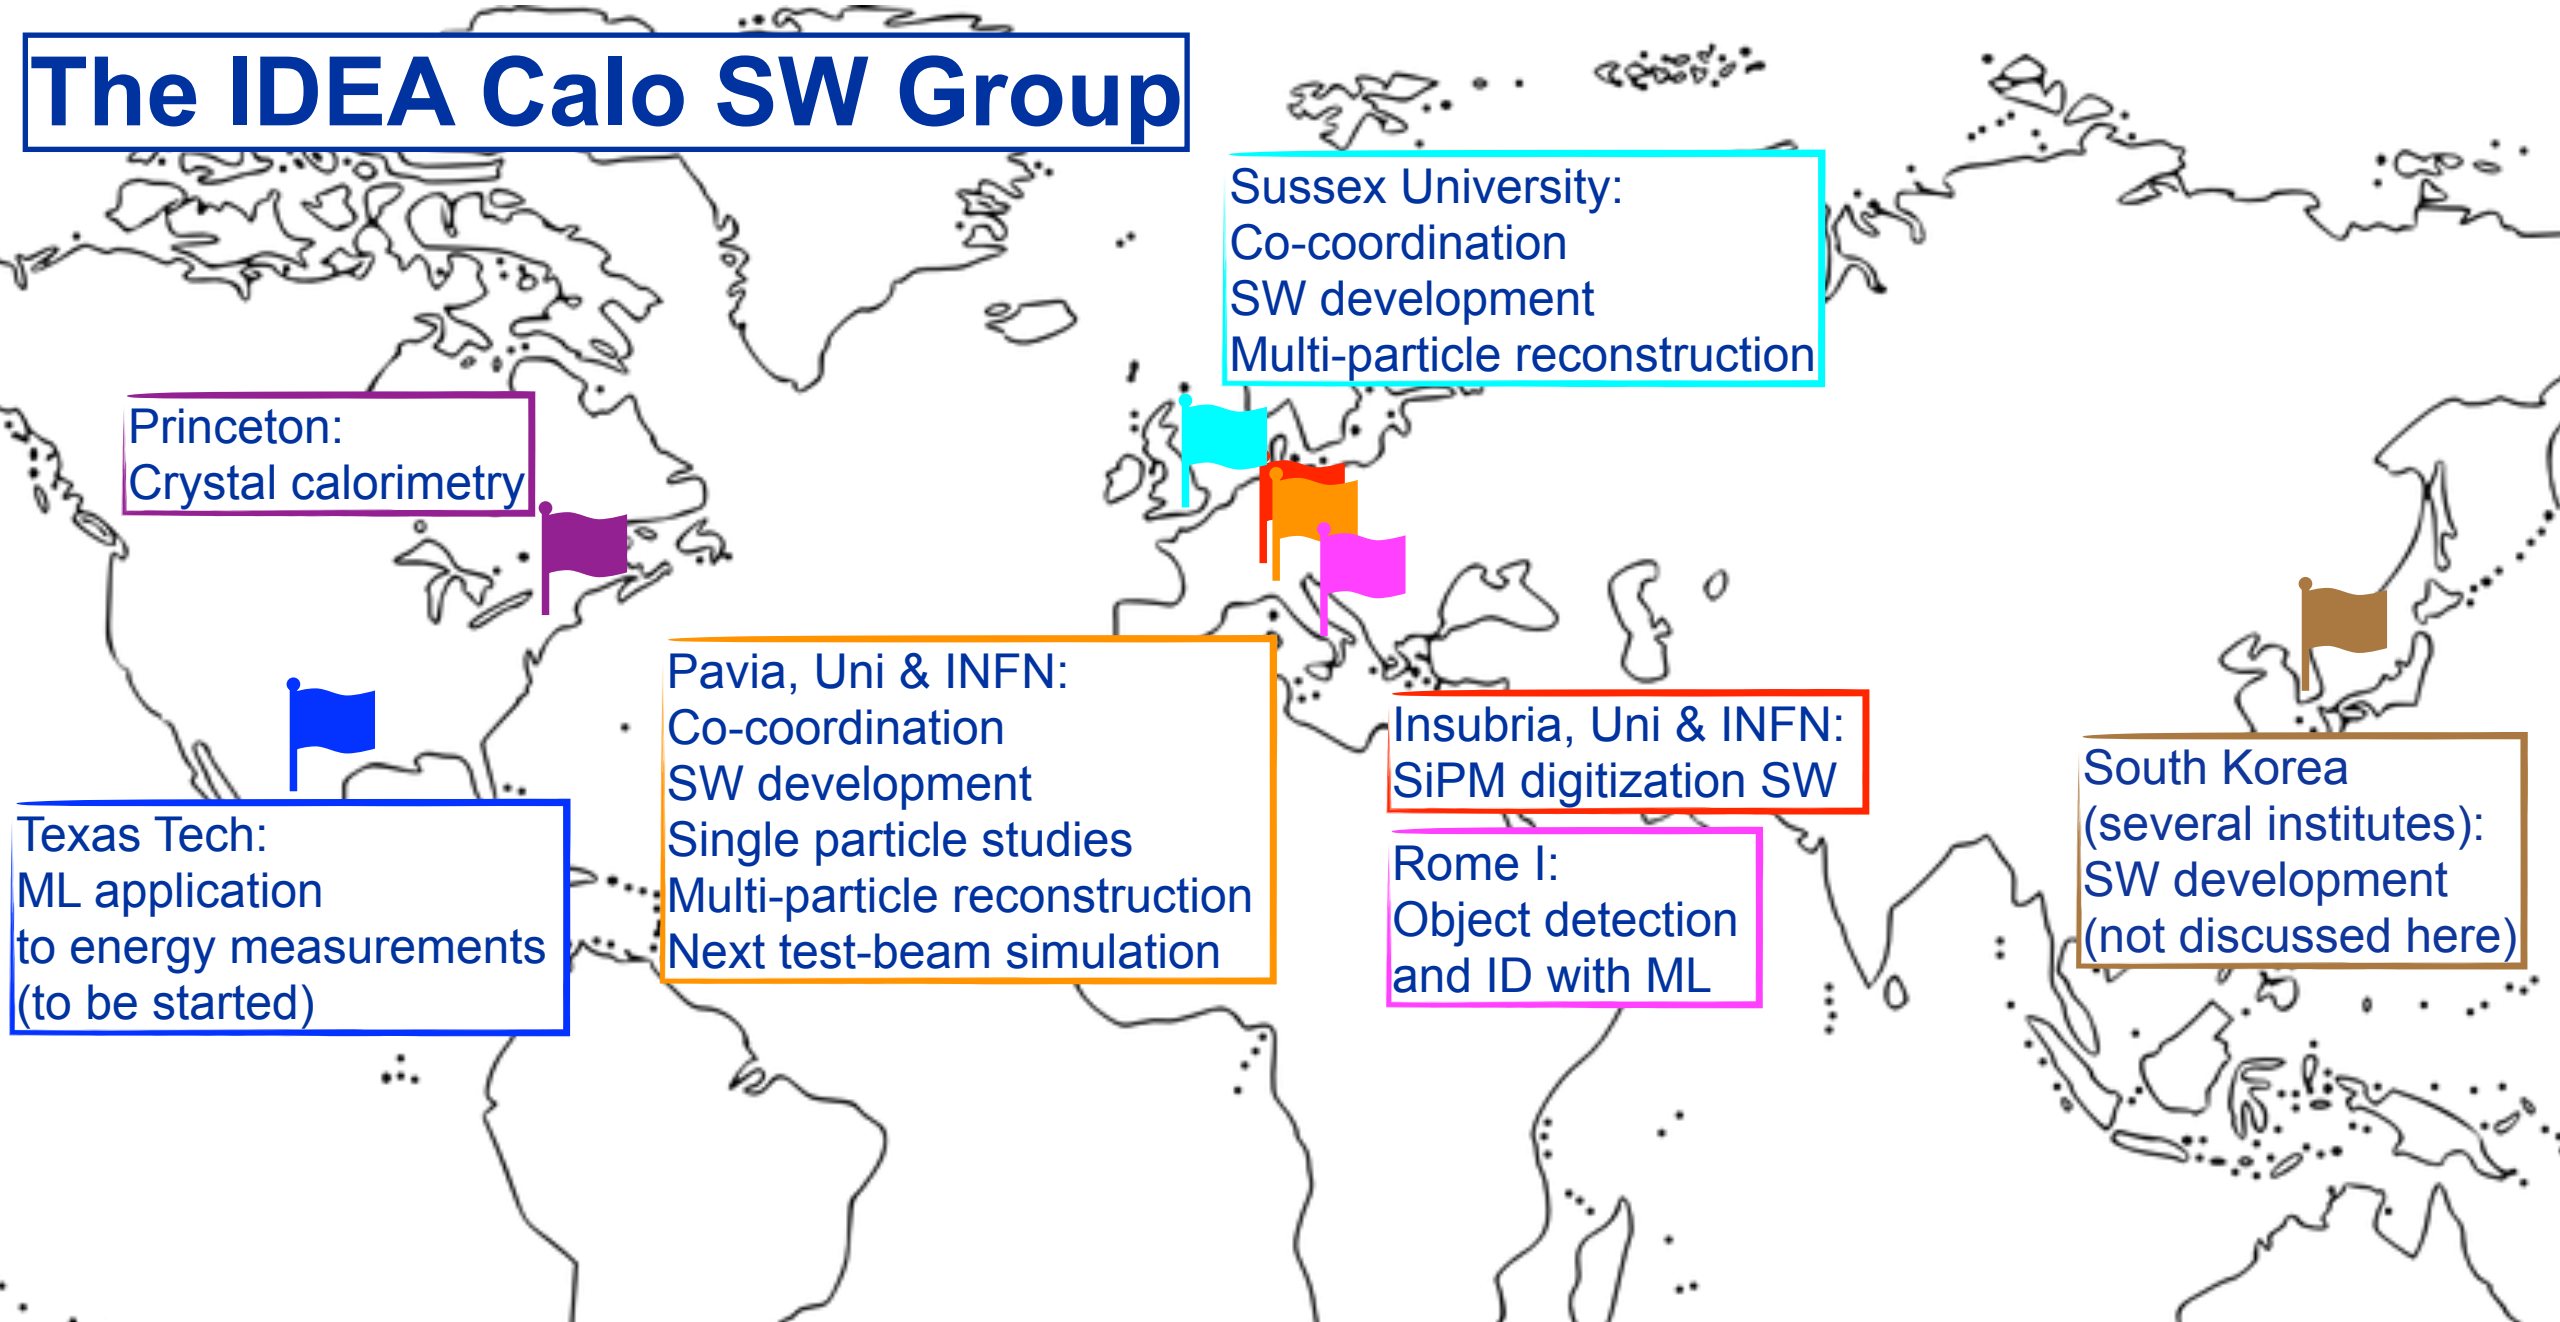 The IDEA Calo SW Group
Sussex University:
Co-coordination
SW development
Multi-particle reconstruction
Princeton:
Crystal calorimetry
Pavia, Uni & INFN:
Co-coordination
SW development
Single particle studies
Multi-particle reconstruction
Next test-beam simulation
Insubria, Uni & INFN:
SiPM digitization SW
South Korea
(several institutes):
SW development
(not discussed here)
Texas Tech:
ML application
to energy measurements
(to be started)
Rome I:
Object detection
and ID with ML